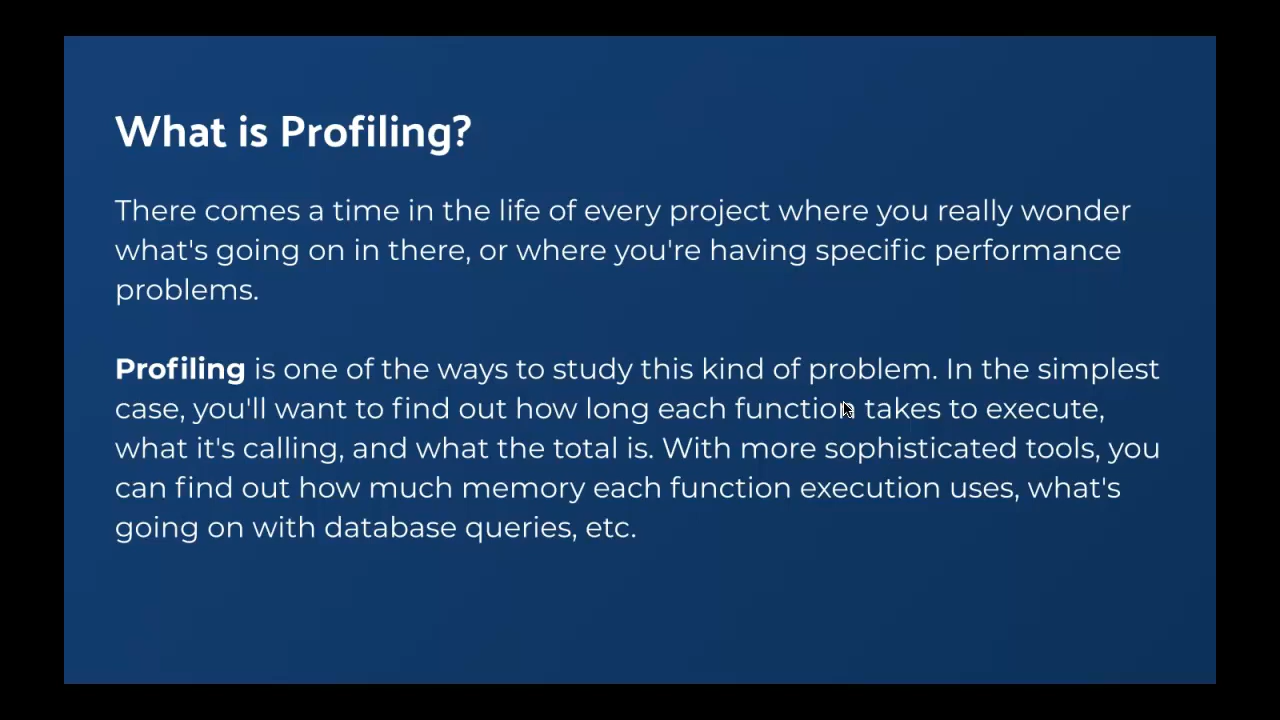 What is Profiling?
There comes a time in the life of every project where you really wonder
what's going on in there, or where you're having specific performance
problems.
Profiling is one of the ways to study this kind of problem. In the simplest
case, you'll want to find out how long each function takes to execute,
what it's calling, and what the total is. With more sophisticated tools, you
can find out how much memory each function execution uses, what's
going on with database queries, etc.